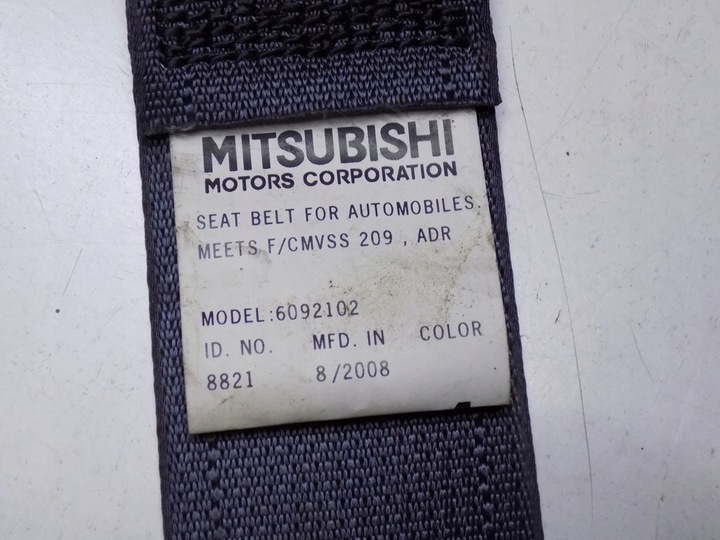 MITSUBISHI
MOTORS CORPORATION
SEAT BELT FOR AUTOMOBILES.
MEETS F/CMVSS 209 , ADR
MODEL:6092102
ID. NO. MFD. IN COLOR
8821 8/2008